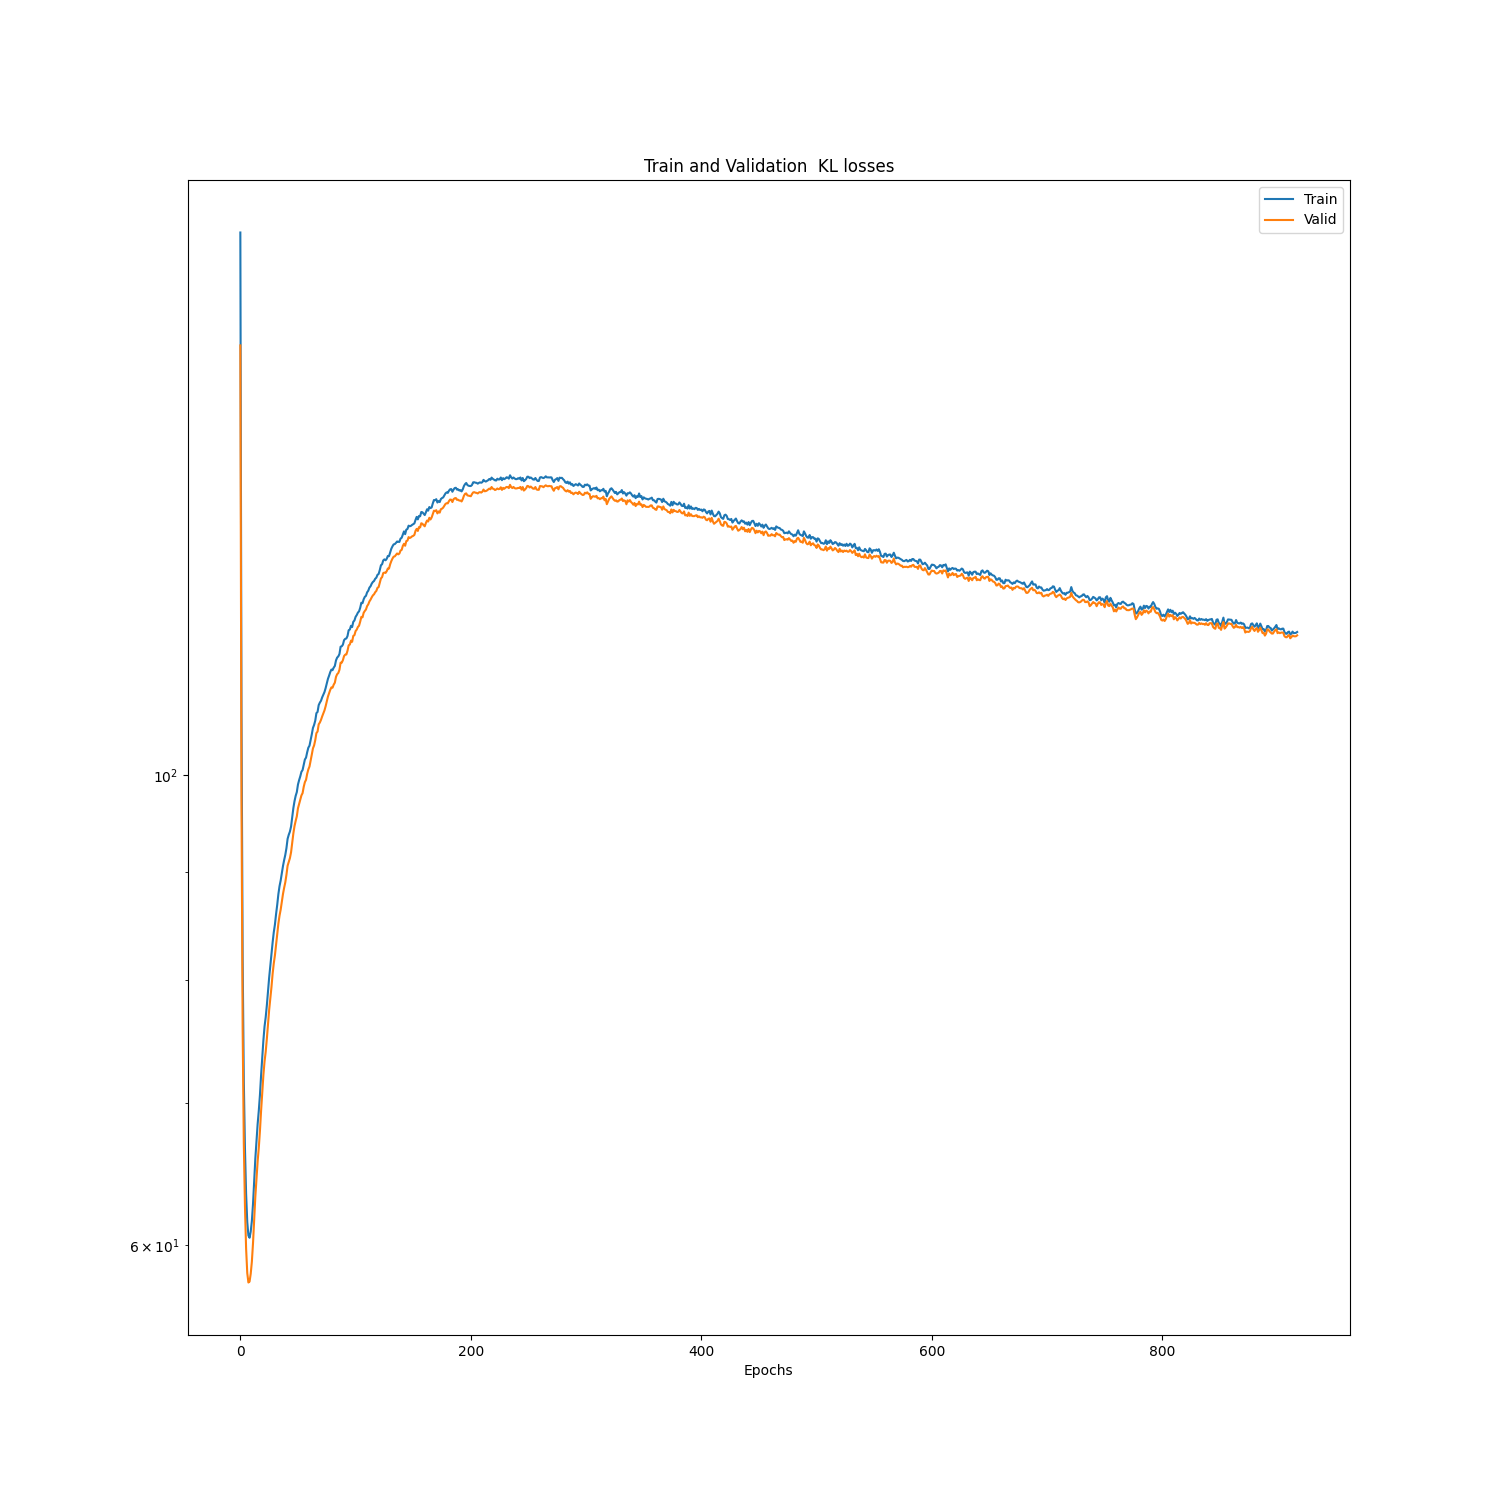 Train and Validation  KL losses
Train
Valid
10²
6 × 10¹
0 200 400 600 800
Epochs